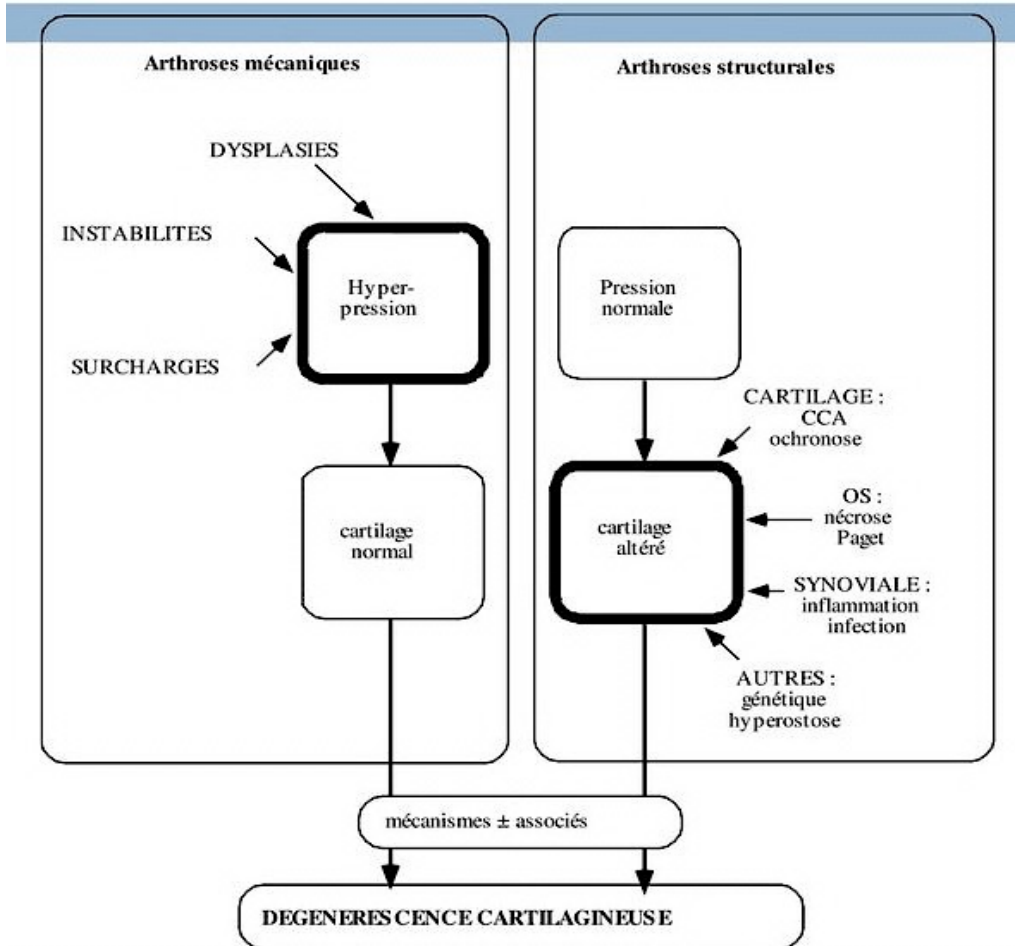 Arthroses mécaniques
DYSPLASIES
INSTABILITES
Hyper-
pression
SURCHARGES
cartilage
normal
Arthroses structurales
Pression
normale
CARTILAGE :
CCA
ochronose
cartilage
altéré
OS :
nécrose
Paget
SYNOVIALE :
inflammation
infection
AUTRES :
génétique
hyperostose
mécanismes ± associés
DEGENERESCENCE CARTILAGINEUSE